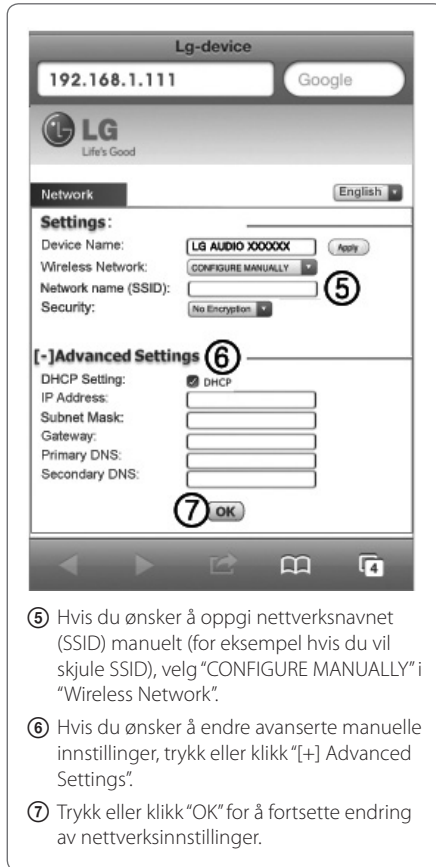 Lg-device
192.168.1.111 Google
LG
Life's Good
Network English
Settings:
Device Name: LG AUDIO XXXXXX Apply
Wireless Network: CONFIGURE MANUALLY
Network name (SSID): ⑤
Security: No Encryption
[-]Advanced Settings ⑥
DHCP Setting: DHCP
IP Address:
Subnet Mask:
Gateway:
Primary DNS:
Secondary DNS:
⑦ OK
4
⑤ Hvis du ønsker å oppgi nettverksnavnet
(SSID) manuelt (for eksempel hvis du vil
skjule SSID), velg “CONFIGURE MANUALLY” i
“Wireless Network”.
⑥ Hvis du ønsker å endre avanserte manuelle
innstillinger, trykk eller klikk “[+] Advanced
Settings”.
⑦ Trykk eller klikk “OK” for å fortsette endring
av nettverksinnstillinger.